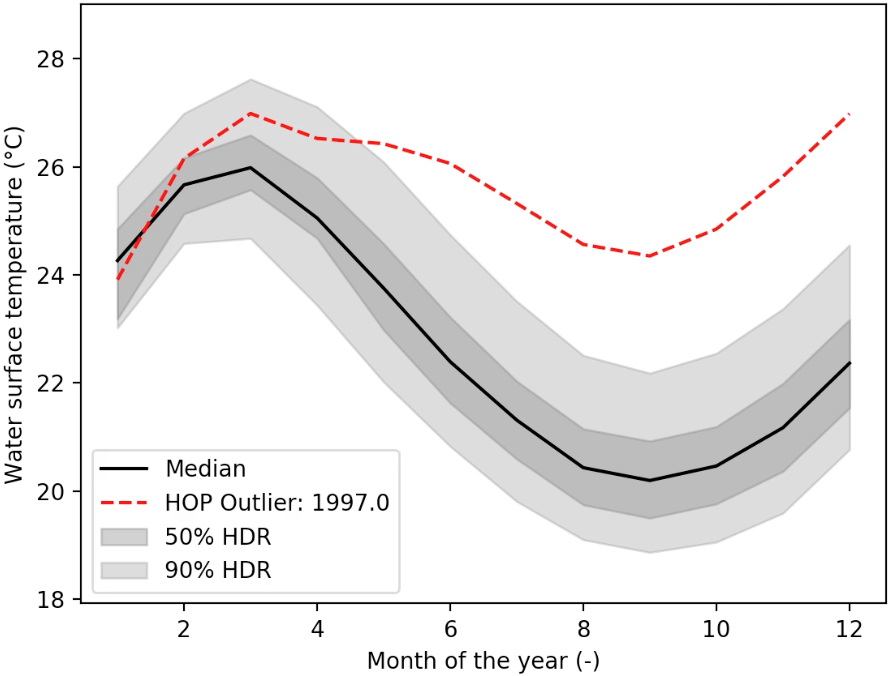 28
26
24
22
20
18
Water surface temperature (°C)
Median
HOP Outlier: 1997.0
50% HDR
90% HDR
2 4 6 8 10 12
Month of the year (-)